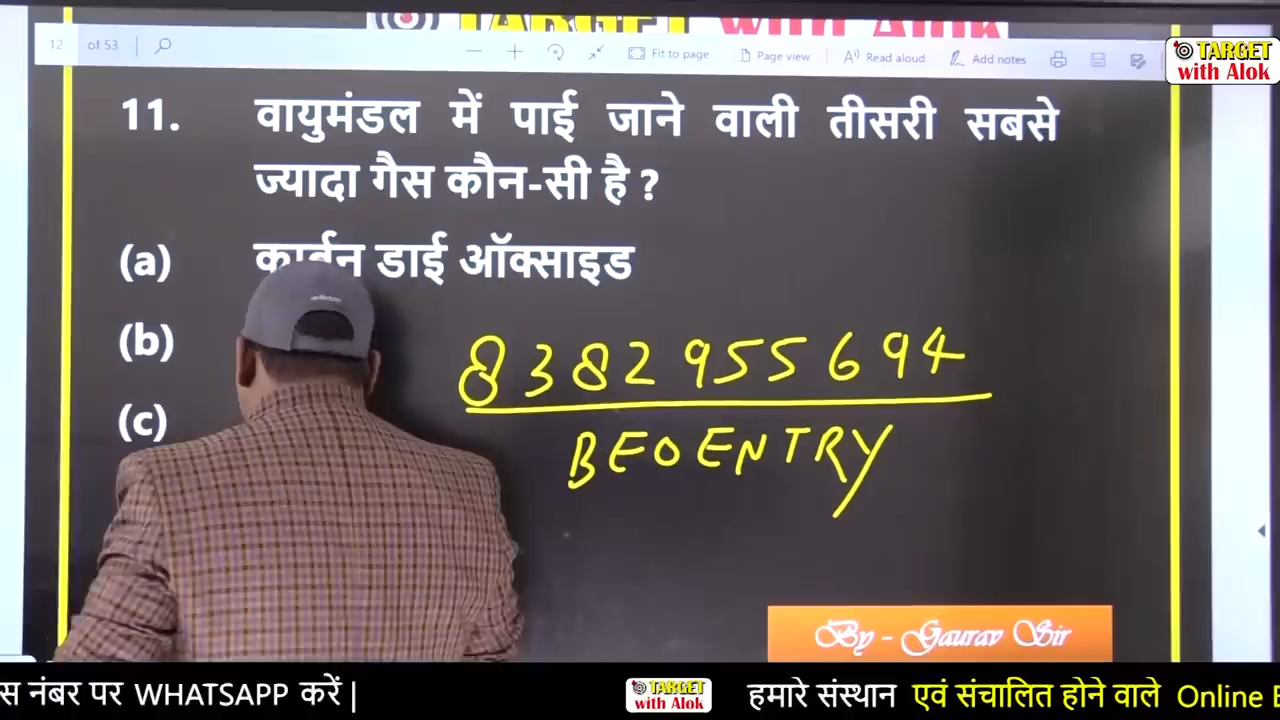 TARGET with Alok
12 of 53 Fit to page Page view Read aloud Add notes
TARGET
with Alok
11. वायुमंडल में पाई जाने वाली तीसरी सबसे
ज्यादा गैस कौन-सी है ?
(a) कार्बन डाई ऑक्साइड
(b)
(c)
8382955694
BEO ENTRY
By - Gaurav Sir
स नंबर पर WHATSAPP करें |
TARGET
with Alok
हमारे संस्थान एवं संचालित होने वाले Online